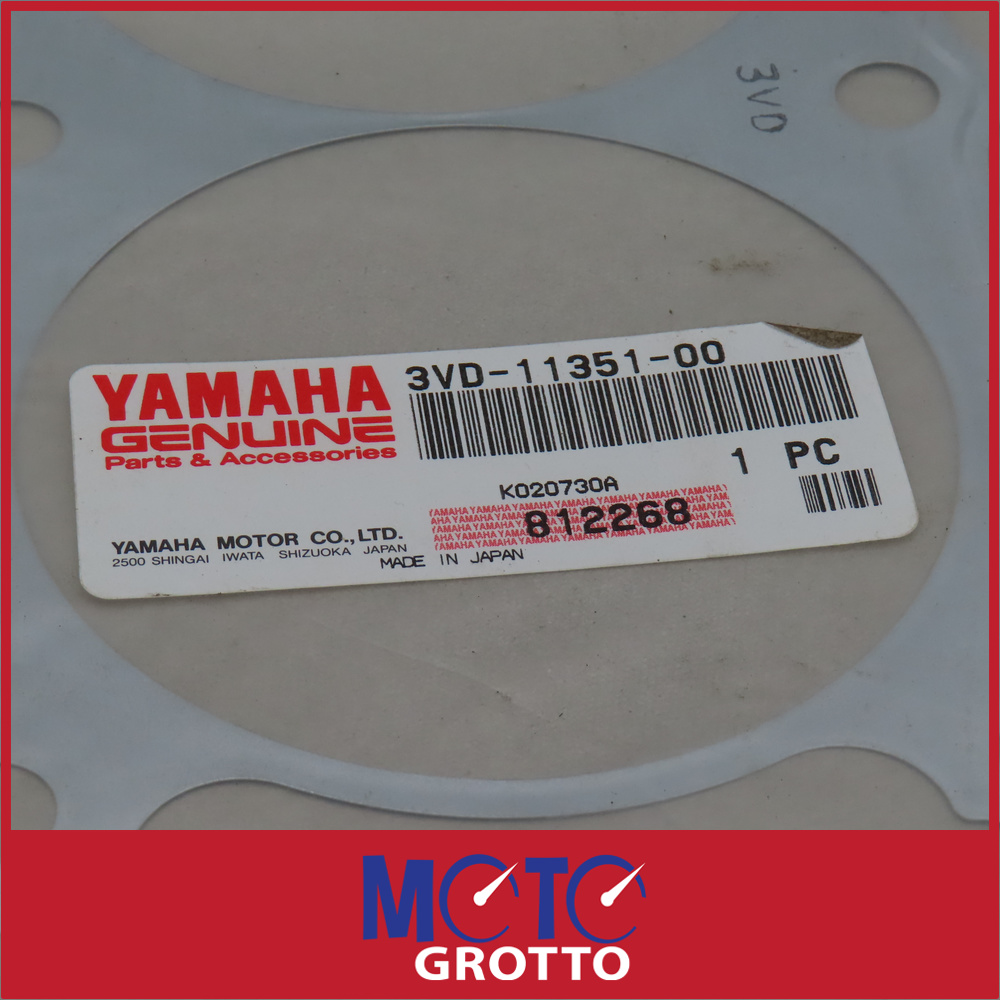 3VD
YAMAHA
GENUINE
Parts & Accessories
3VD-11351-00
1 PC
K020730A
812268
YAMAHA MOTOR CO.,LTD.
2500 SHINGAI IWATA SHIZUOKA JAPAN
MADE IN JAPAN
MOTO
GROTTO